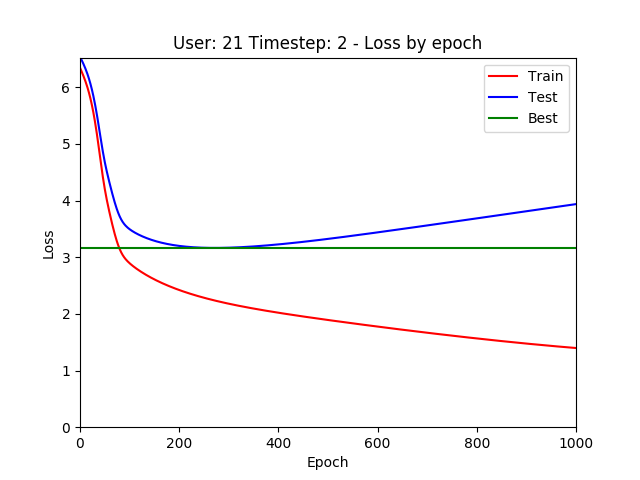 User: 21 Timestep: 2 - Loss by epoch
Train
Test
Best
Loss
6
5
4
3
2
1
0
0 200 400 600 800 1000
Epoch